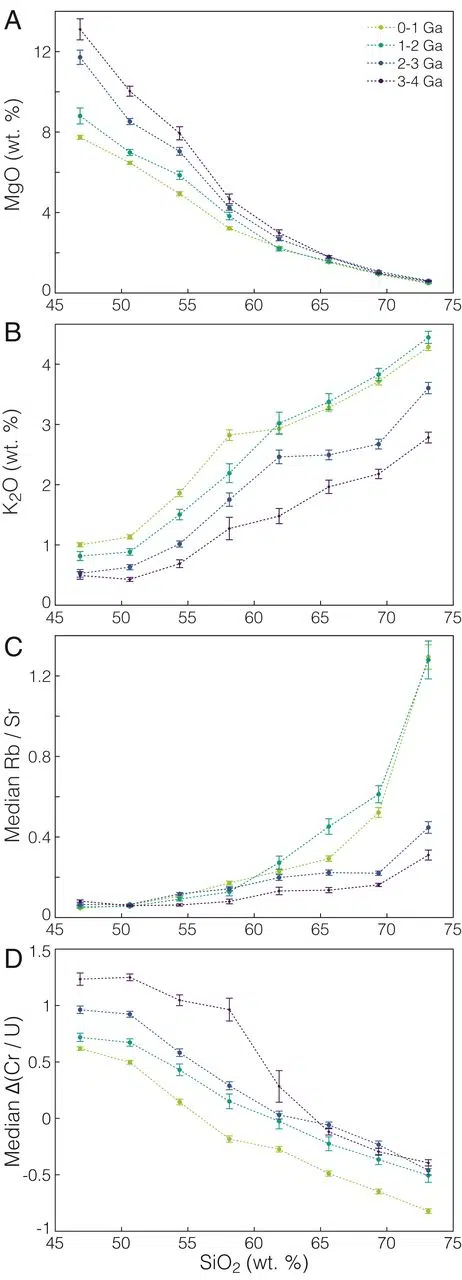 A
0-1 Ga
1-2 Ga
2-3 Ga
3-4 Ga
MgO (wt. %)
12
8
4
0
45 50 55 60 65 70 75
B
K₂O (wt. %)
4
3
2
1
0
45 50 55 60 65 70 75
C
Median Rb / Sr
1.2
0.8
0.4
0
45 50 55 60 65 70 75
D
Median Δ(Cr / U)
1.5
1
0.5
0
-0.5
-1
45 50 55 60 65 70 75
SiO₂ (wt. %)